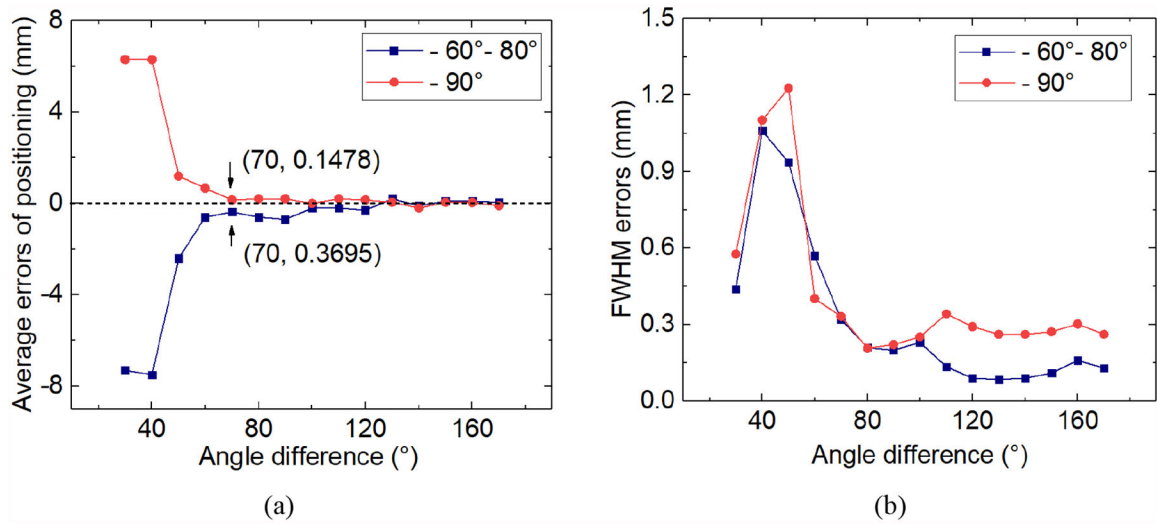 Average errors of positioning (mm)
8
4
0
-4
-8
- 60°- 80°
- 90°
(70, 0.1478)
(70, 0.3695)
40
80
120
160
Angle difference (°)
(a)
FWHM errors (mm)
1.5
1.2
0.9
0.6
0.3
0.0
- 60°- 80°
- 90°
40
80
120
160
Angle difference (°)
(b)